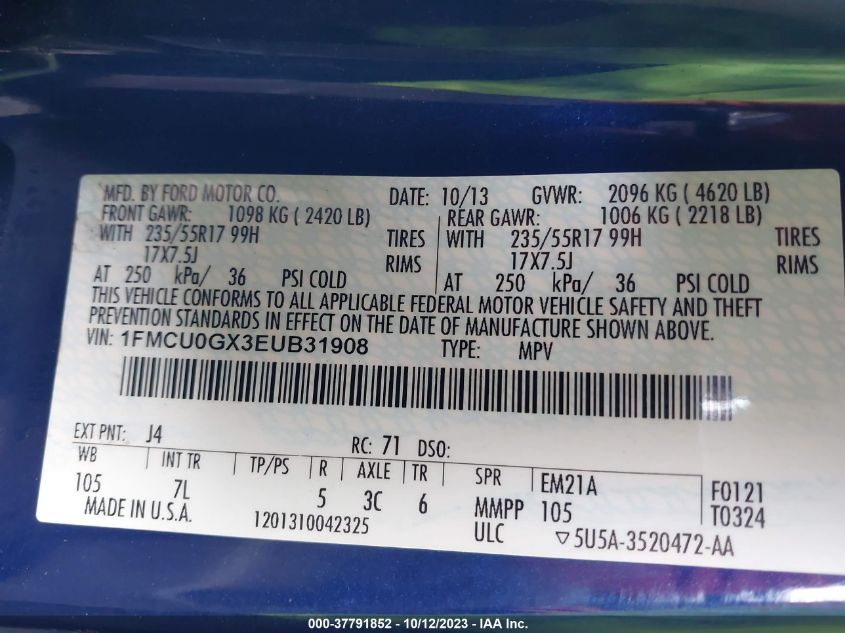 MFD. BY FORD MOTOR CO. DATE: 10/13 GVWR: 2096 KG ( 4620 LB)
FRONT GAWR: 1098 KG ( 2420 LB) REAR GAWR: 1006 KG ( 2218 LB)
WITH 235/55R17 99H TIRES WITH 235/55R17 99H TIRES
17X7.5J RIMS 17X7.5J RIMS
AT 250 kPa/ 36 PSI COLD AT 250 kPa/ 36 PSI COLD
THIS VEHICLE CONFORMS TO ALL APPLICABLE FEDERAL MOTOR VEHICLE SAFETY AND THEFT
PREVENTION STANDARDS IN EFFECT ON THE DATE OF MANUFACTURE SHOWN ABOVE.
VIN: 1FMCU0GX3EUB31908 TYPE: MPV
EXT PNT: J4 RC: 71 DSO:
WB INT TR TP/PS R AXLE TR SPR EM21A F0121
105 7L 5 3C 6 MMPP 105 T0324
MADE IN U.S.A. 1201310042325 ULC ▽5U5A-3520472-AA
000-37791852 - 10/12/2023 - IAA Inc.